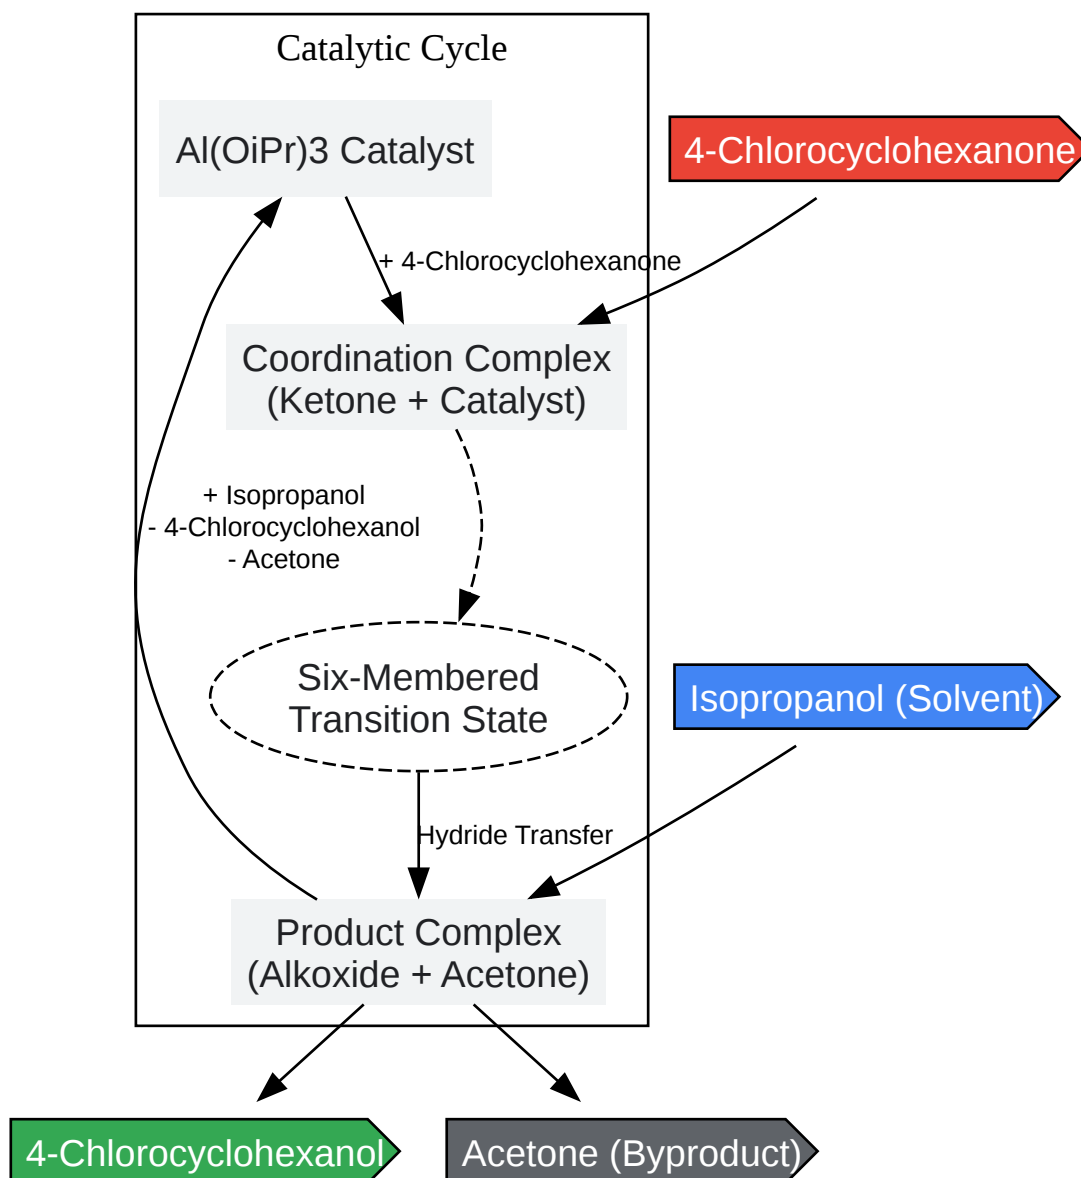 Catalytic Cycle
Al(OiPr)3 Catalyst
4-Chlorocyclohexanone
+ 4-Chlorocyclohexanone
Coordination Complex
(Ketone + Catalyst)
+ Isopropanol
- 4-Chlorocyclohexanol
- Acetone
Six-Membered
Transition State
Isopropanol (Solvent)
Hydride Transfer
Product Complex
(Alkoxide + Acetone)
4-Chlorocyclohexanol
Acetone (Byproduct)